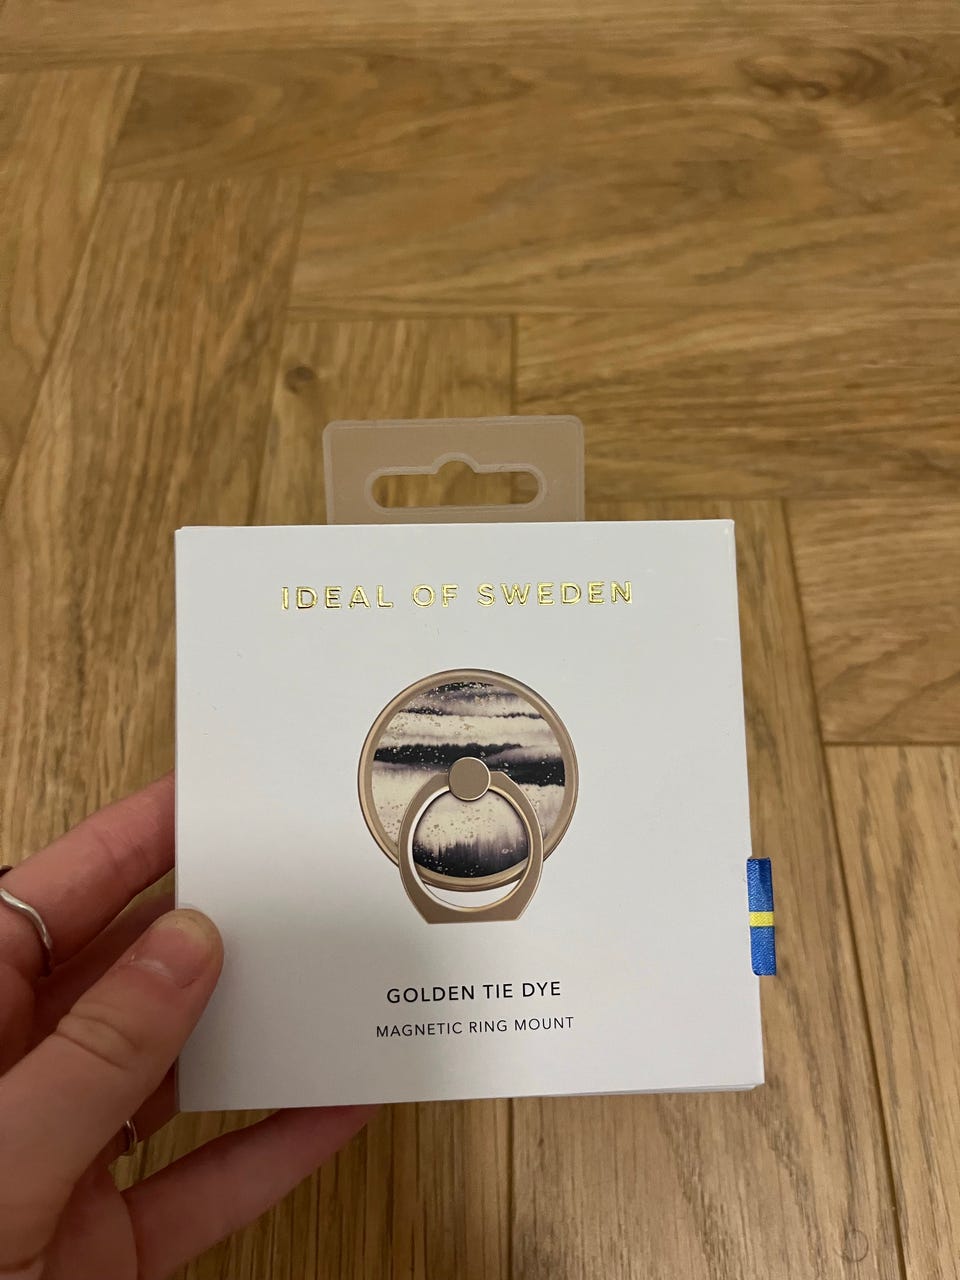 IDEAL OF SWEDEN
GOLDEN TIE DYE
MAGNETIC RING MOUNT